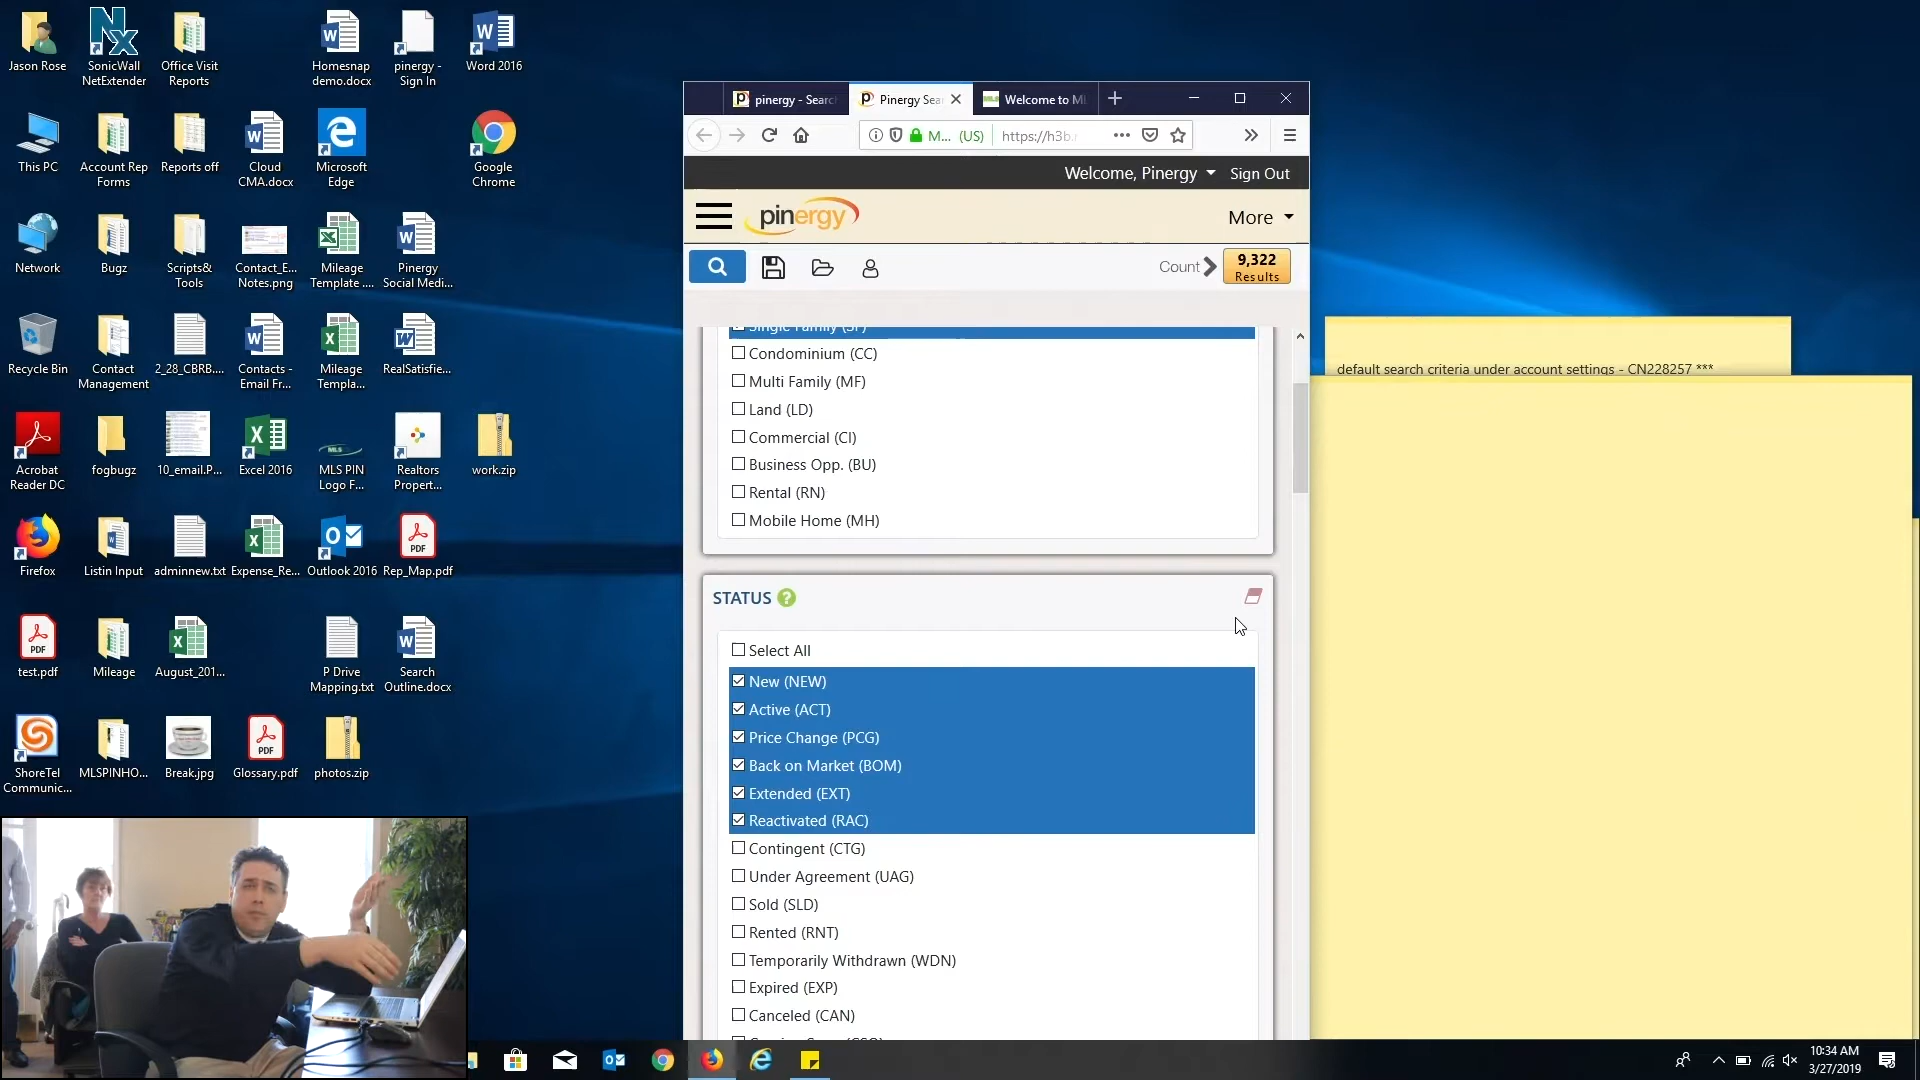 Jason Rose
SonicWall
NetExtender
Office Visit
Reports
Homesnap
demo.docx
pinergy -
Sign In
Word 2016
This PC
Account Rep
Forms
Reports off
Cloud
CMA.docx
Microsoft
Edge
Google
Chrome
Network
Bugz
Scripts&
Tools
Contact_E...
Notes.png
Mileage
Template ....
Pinergy
Social Medi...
Recycle Bin
Contact
Management
2_28_CBRB....
Contacts -
Email Fr...
Mileage
Templa...
RealSatisfie...
Acrobat
Reader DC
fogbugz
10_email.P...
Excel 2016
MLS PIN
Logo F...
Realtors
Propert...
work.zip
Firefox
Listin Input
adminnew.txt
Expense_Re...
Outlook 2016
Rep_Map.pdf
test.pdf
Mileage
August_201...
P Drive
Mapping.txt
Search
Outline.docx
ShoreTel
Communic...
MLSPINHO...
Break.jpg
Glossary.pdf
photos.zip
pinergy - Search
Pinergy Sear
Welcome to ML
M... (US)
https://h3b.
Welcome, Pinergy
Sign Out
pinergy
More
Count
9,322
Results
Single Family (SF)
Condominium (CC)
Multi Family (MF)
Land (LD)
Commercial (CI)
Business Opp. (BU)
Rental (RN)
Mobile Home (MH)
STATUS ?
Select All
New (NEW)
Active (ACT)
Price Change (PCG)
Back on Market (BOM)
Extended (EXT)
Reactivated (RAC)
Contingent (CTG)
Under Agreement (UAG)
Sold (SLD)
Rented (RNT)
Temporarily Withdrawn (WDN)
Expired (EXP)
Canceled (CAN)
default search criteria under account settings - CN228257 ***
10:34 AM
3/27/2019